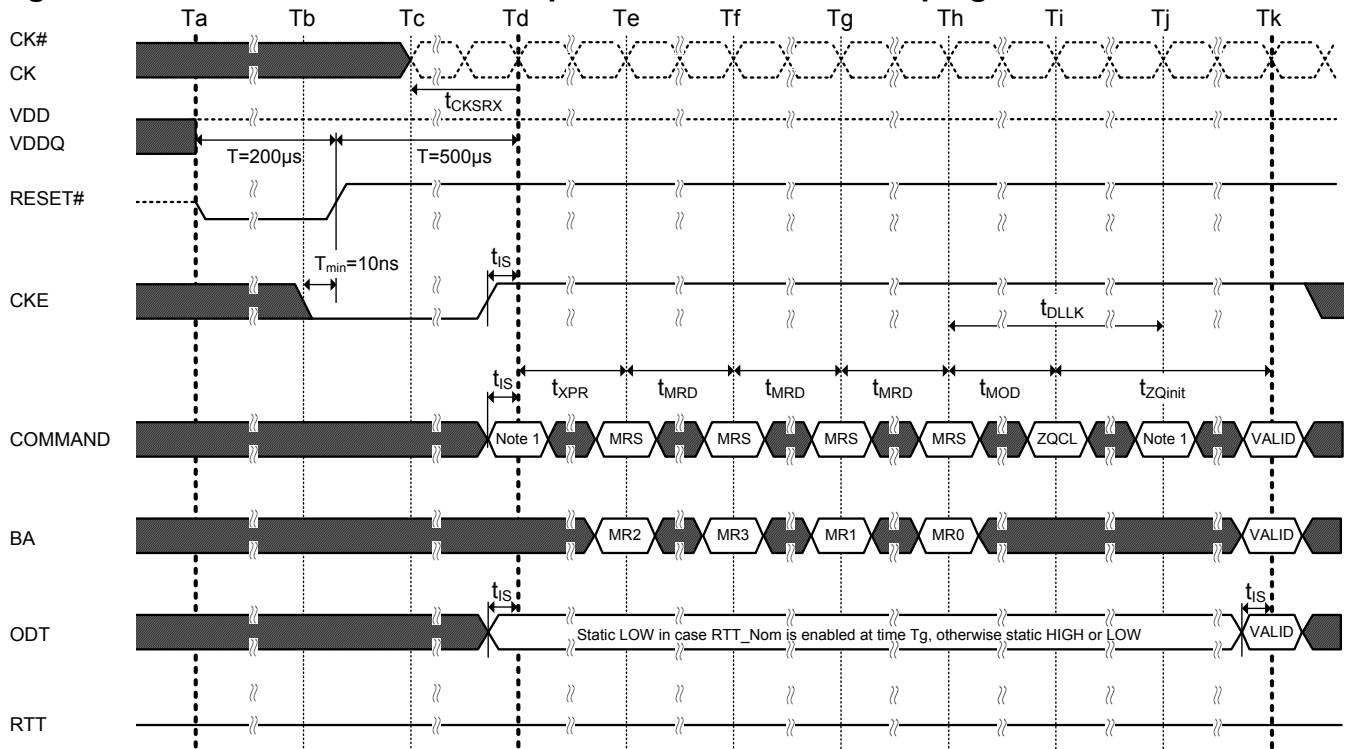 Ta Tb Tc Td Te Tf Tg Th Ti Tj Tk
CK#
CK
tCKSRX
VDD
VDDQ
T=200µs T=500µs
RESET#
Tmin=10ns
tIS
CKE
tDLLK
tIS tXPR tMRD tMRD tMRD tMOD tZQinit
COMMAND Note 1 MRS MRS MRS MRS ZQCL Note 1 VALID
BA MR2 MR3 MR1 MR0 VALID
tIS tIS
ODT Static LOW in case RTT_Nom is enabled at time Tg, otherwise static HIGH or LOW VALID
RTT